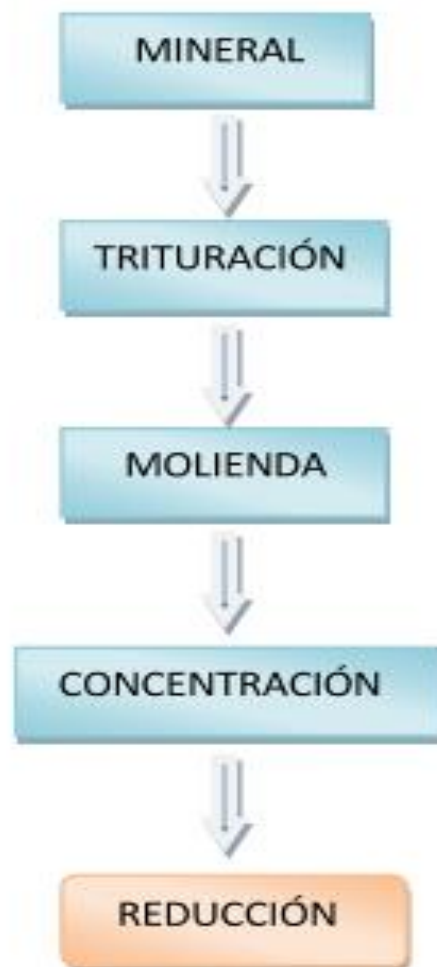 MINERAL
TRITURACIÓN
MOLIENDA
CONCENTRACIÓN
REDUCCIÓN